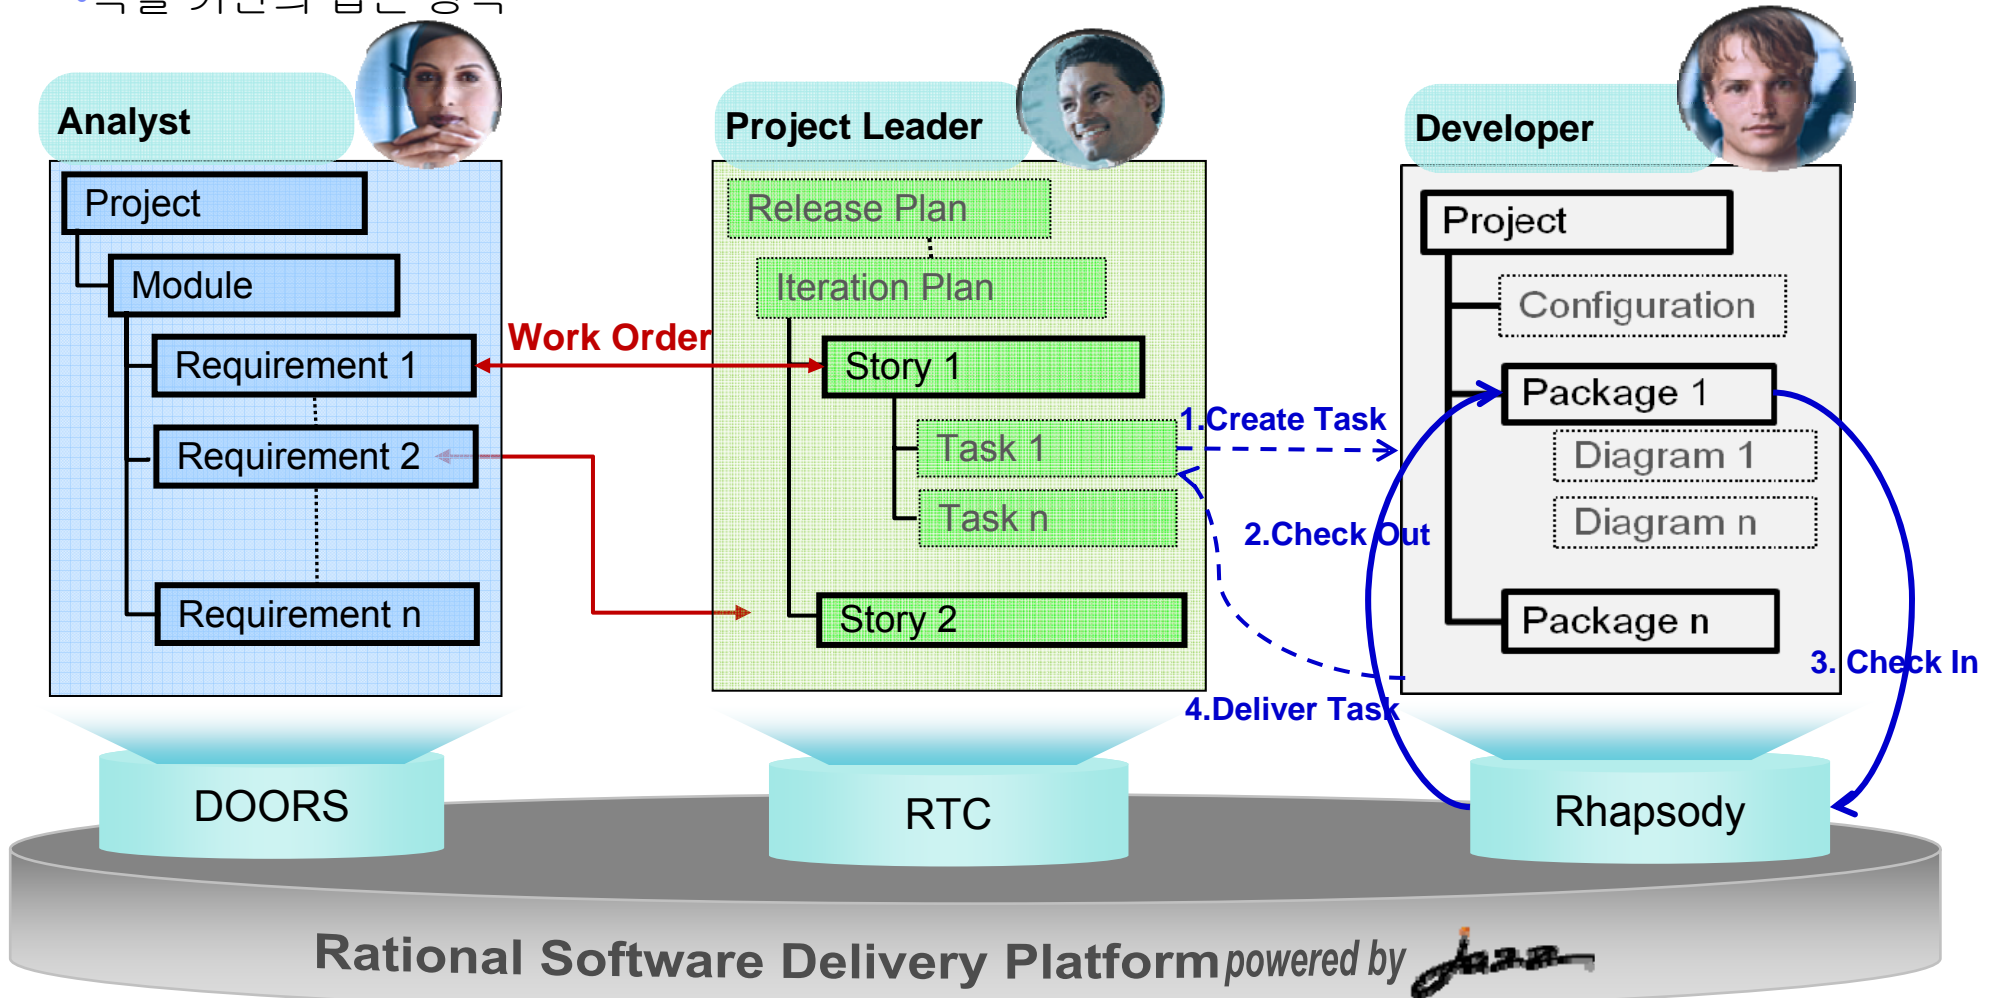 Analyst
Project
Module
Requirement 1
Requirement 2
Requirement n
DOORS
Work Order
Project Leader
Release Plan
Iteration Plan
Story 1
Task 1
Task n
Story 2
RTC
1.Create Task
2.Check Out
3. Check In
4.Deliver Task
Developer
Project
Configuration
Package 1
Diagram 1
Diagram n
Package n
Rhapsody
Rational Software Delivery Platform powered by jazz